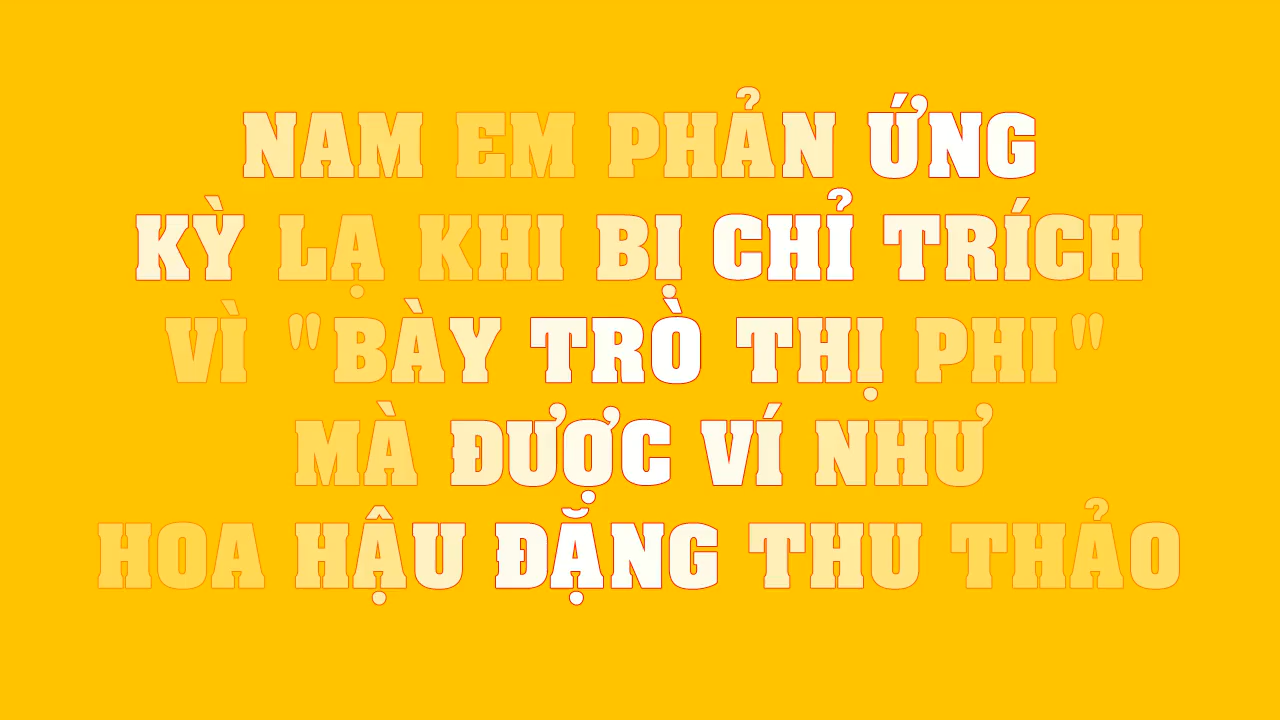 NAM EM PHẢN ỨNG
KỲ LẠ KHI BỊ CHỈ TRÍCH
VÌ "BÀY TRÒ THỊ PHI"
MÀ ĐƯỢC VÍ NHƯ
HOA HẬU ĐẶNG THU THẢO